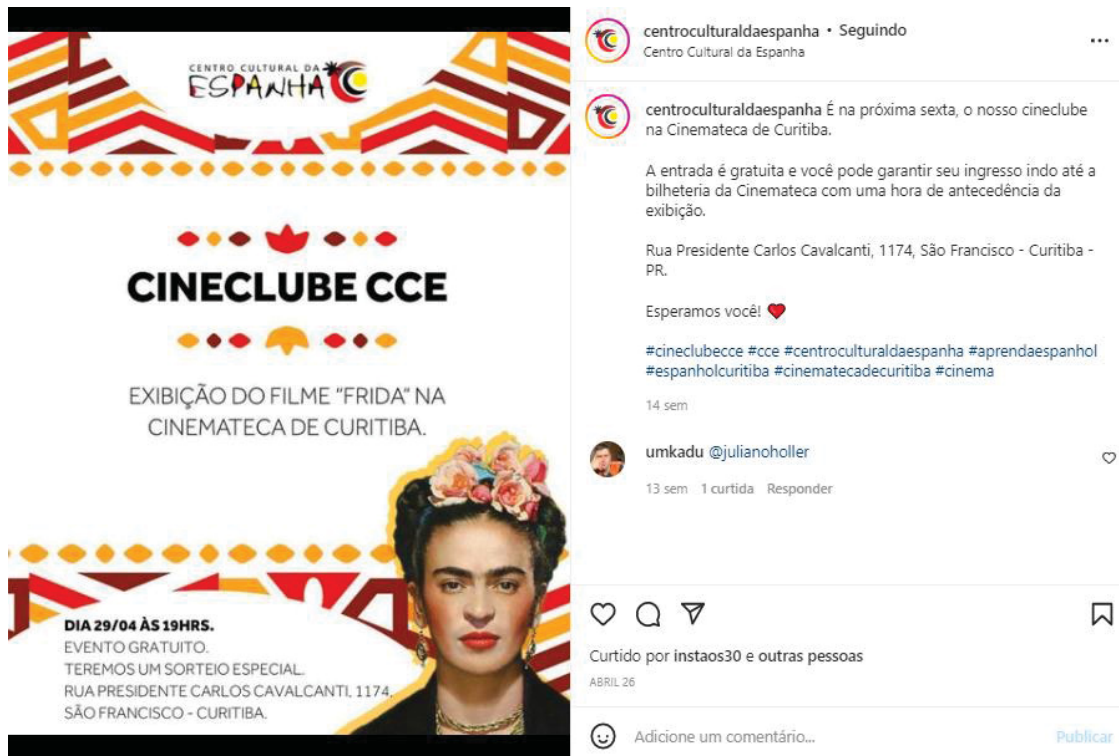 CENTRO CULTURAL DA
ESPANHA
CINECLUBE CCE
EXIBIÇÃO DO FILME “FRIDA” NA
CINEMATECA DE CURITIBA.
DIA 29/04 ÀS 19HRS.
EVENTO GRATUITO.
TEREMOS UM SORTEIO ESPECIAL.
RUA PRESIDENTE CARLOS CAVALCANTI, 1174,
SÃO FRANCISCO - CURITIBA.
centroculturaldaespanha • Seguindo
Centro Cultural da Espanha
centroculturaldaespanha É na próxima sexta, o nosso cineclube
na Cinemateca de Curitiba.
A entrada é gratuita e você pode garantir seu ingresso indo até a
bilheteria da Cinemateca com uma hora de antecedência da
exibição.
Rua Presidente Carlos Cavalcanti, 1174, São Francisco - Curitiba -
PR.
Esperamos você! ❤️
#cineclubecce #cce #centroculturaldaespanha #aprendaespanhol
#espanholcuritiba #cinematecadecuritiba #cinema
14 sem
umkadu @julianoholler
13 sem 1 curtida Responder
Curtido por instaos30 e outras pessoas
ABRIL 26
Adicione um comentário... Publicar